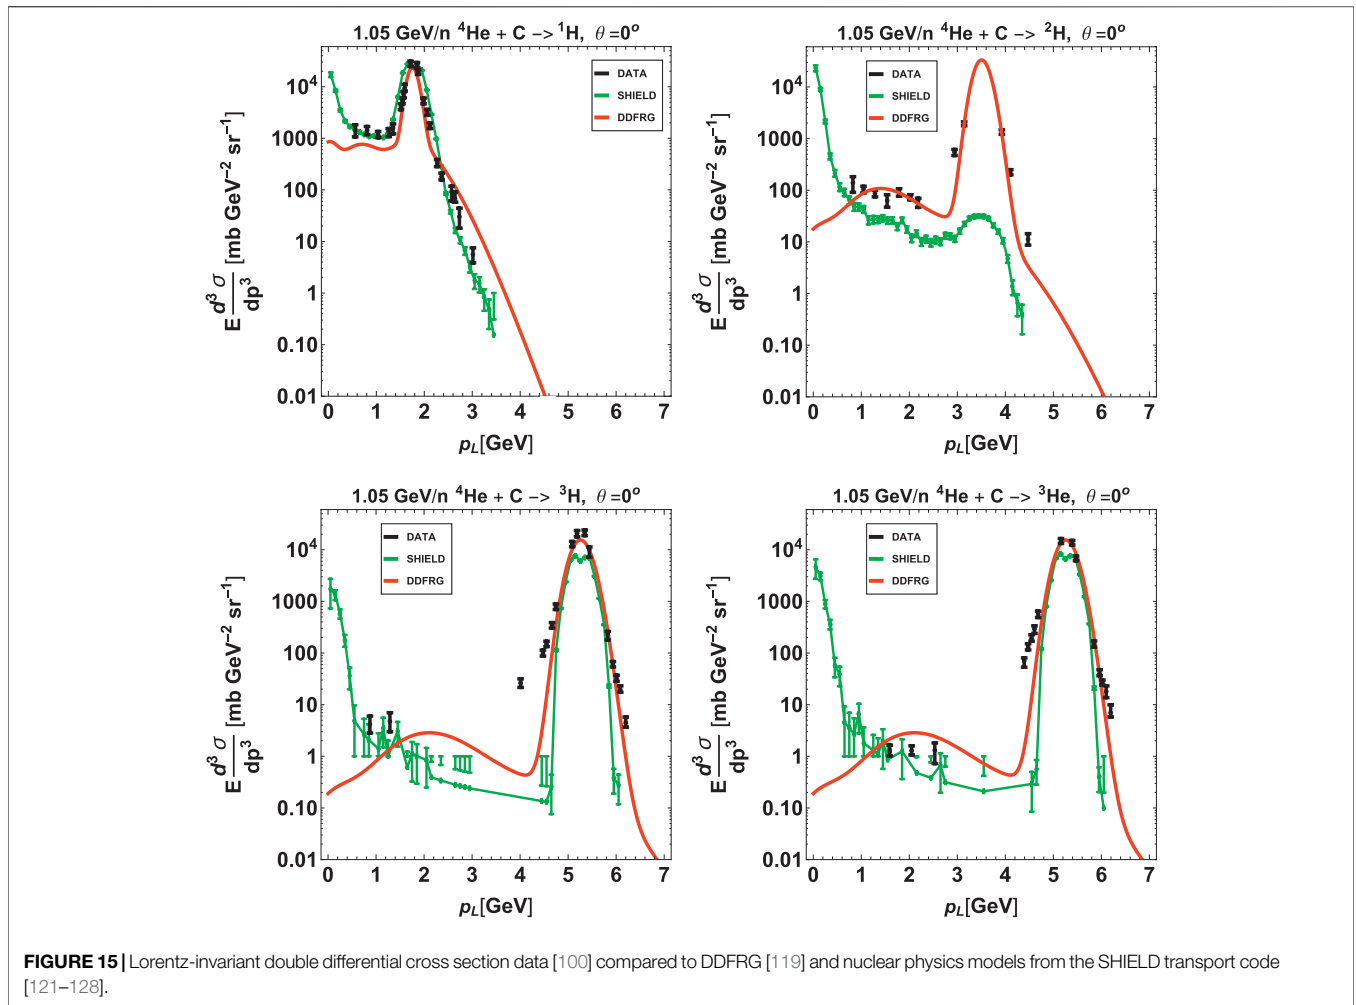 1.05 GeV/n ⁴He + C -> ¹H, θ=0°
E d³σ/dp³ [mb GeV⁻² sr⁻¹]
10⁴
1000
100
10
1
0.10
0.01
DATA
SHIELD
DDFRG
0 1 2 3 4 5 6 7
p_L[GeV]
1.05 GeV/n ⁴He + C -> ²H, θ=0°
E d³σ/dp³ [mb GeV⁻² sr⁻¹]
10⁴
1000
100
10
1
0.10
0.01
DATA
SHIELD
DDFRG
0 1 2 3 4 5 6 7
p_L[GeV]
1.05 GeV/n ⁴He + C -> ³H, θ=0°
E d³σ/dp³ [mb GeV⁻² sr⁻¹]
10⁴
1000
100
10
1
0.10
0.01
DATA
SHIELD
DDFRG
0 1 2 3 4 5 6 7
p_L[GeV]
1.05 GeV/n ⁴He + C -> ³He, θ=0°
E d³σ/dp³ [mb GeV⁻² sr⁻¹]
10⁴
1000
100
10
1
0.10
0.01
DATA
SHIELD
DDFRG
0 1 2 3 4 5 6 7
p_L[GeV]
FIGURE 15 | Lorentz-invariant double differential cross section data [100] compared to DDFRG [119] and nuclear physics models from the SHIELD transport code
[121–128].